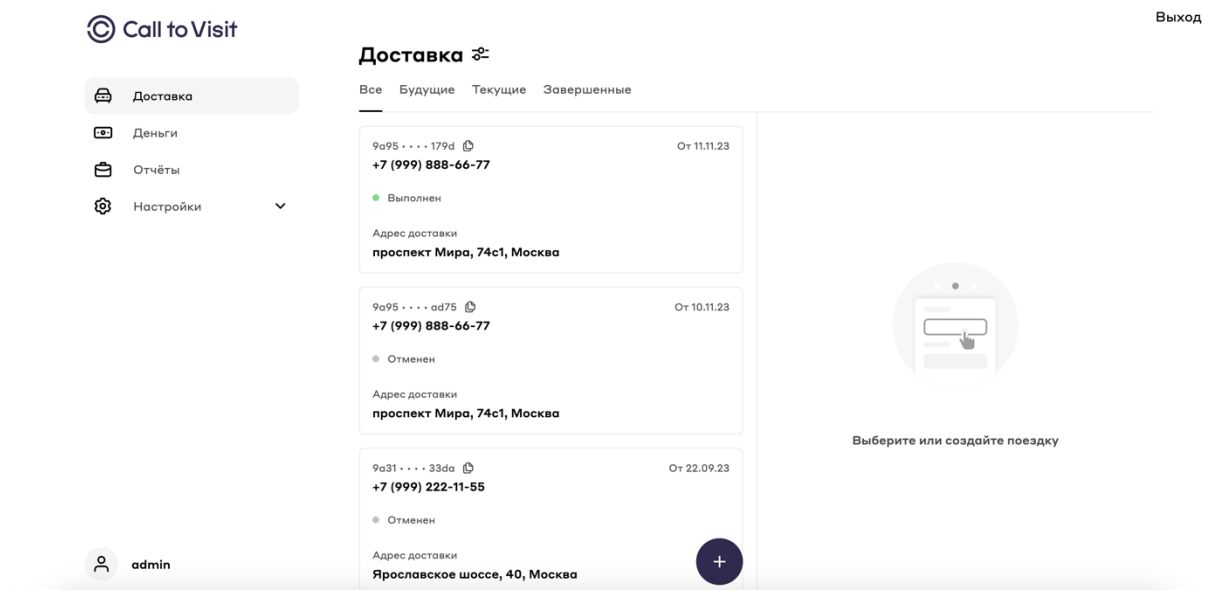 Call to Visit
Выход
Доставка
Деньги
Отчёты
Настройки
admin
Доставка
Все Будущие Текущие Завершенные
9a95 • • • • 179d От 11.11.23
+7 (999) 888-66-77
Выполнен
Адрес доставки
проспект Мира, 74с1, Москва
9a95 • • • • ad75 От 10.11.23
+7 (999) 888-66-77
Отменен
Адрес доставки
проспект Мира, 74с1, Москва
9a31 • • • • 33da От 22.09.23
+7 (999) 222-11-55
Отменен
Адрес доставки
Ярославское шоссе, 40, Москва
+
Выберите или создайте поездку